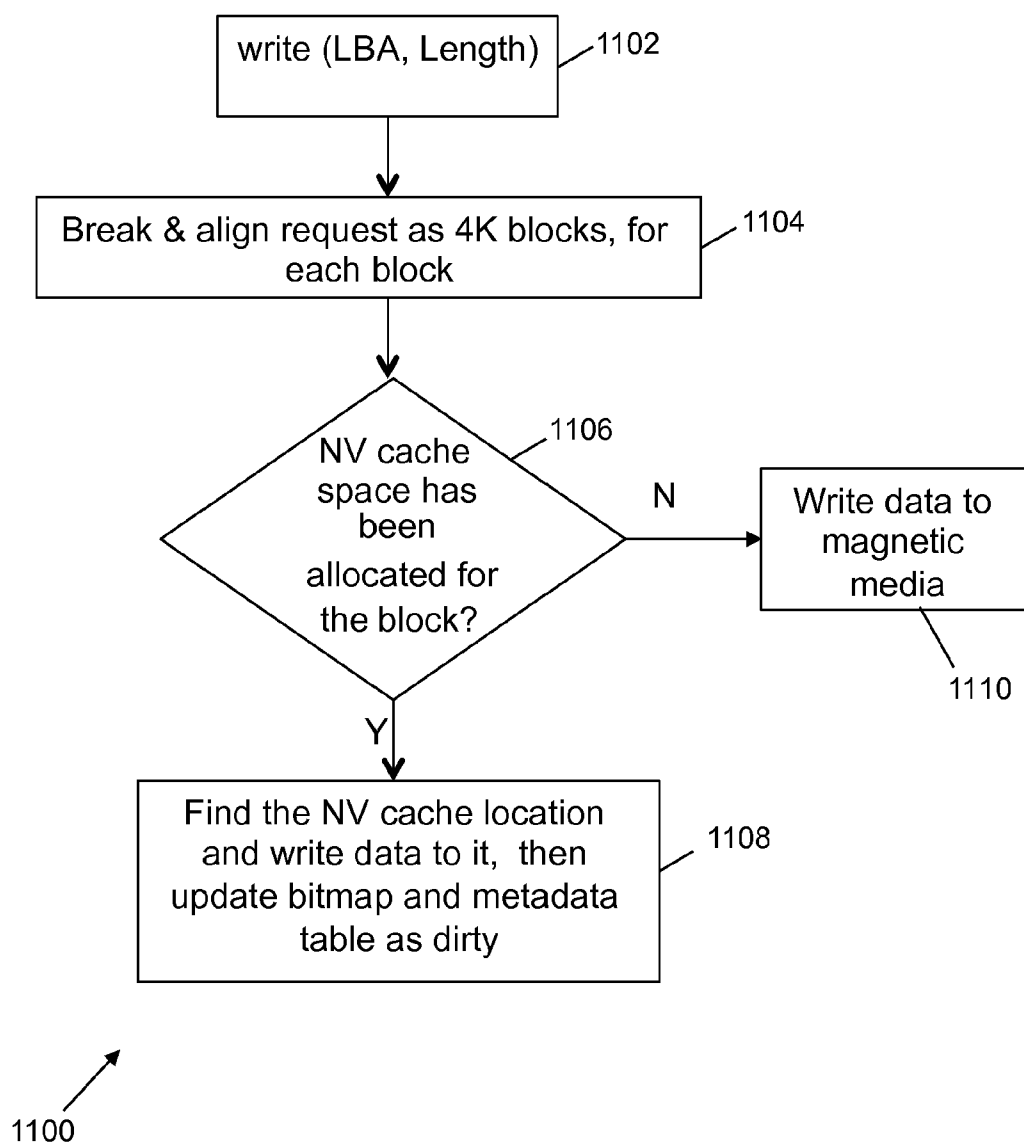 write (LBA, Length)
1102
Break & align request as 4K blocks, for
each block
1104
NV cache
space has
been
allocated for
the block?
1106
N
Write data to
magnetic
media
1110
Y
Find the NV cache location
and write data to it, then
update bitmap and metadata
table as dirty
1108
1100